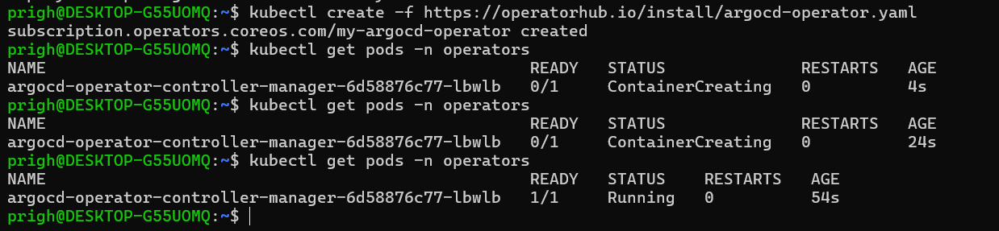 prigh@DESKTOP-G55UOMQ:~$ kubectl create -f https://operatorhub.io/install/argocd-operator.yaml
subscription.operators.coreos.com/my-argocd-operator created
prigh@DESKTOP-G55UOMQ:~$ kubectl get pods -n operators
NAME READY STATUS RESTARTS AGE
argocd-operator-controller-manager-6d58876c77-lbwlb 0/1 ContainerCreating 0 4s
prigh@DESKTOP-G55UOMQ:~$ kubectl get pods -n operators
NAME READY STATUS RESTARTS AGE
argocd-operator-controller-manager-6d58876c77-lbwlb 0/1 ContainerCreating 0 24s
prigh@DESKTOP-G55UOMQ:~$ kubectl get pods -n operators
NAME READY STATUS RESTARTS AGE
argocd-operator-controller-manager-6d58876c77-lbwlb 1/1 Running 0 54s
prigh@DESKTOP-G55UOMQ:~$